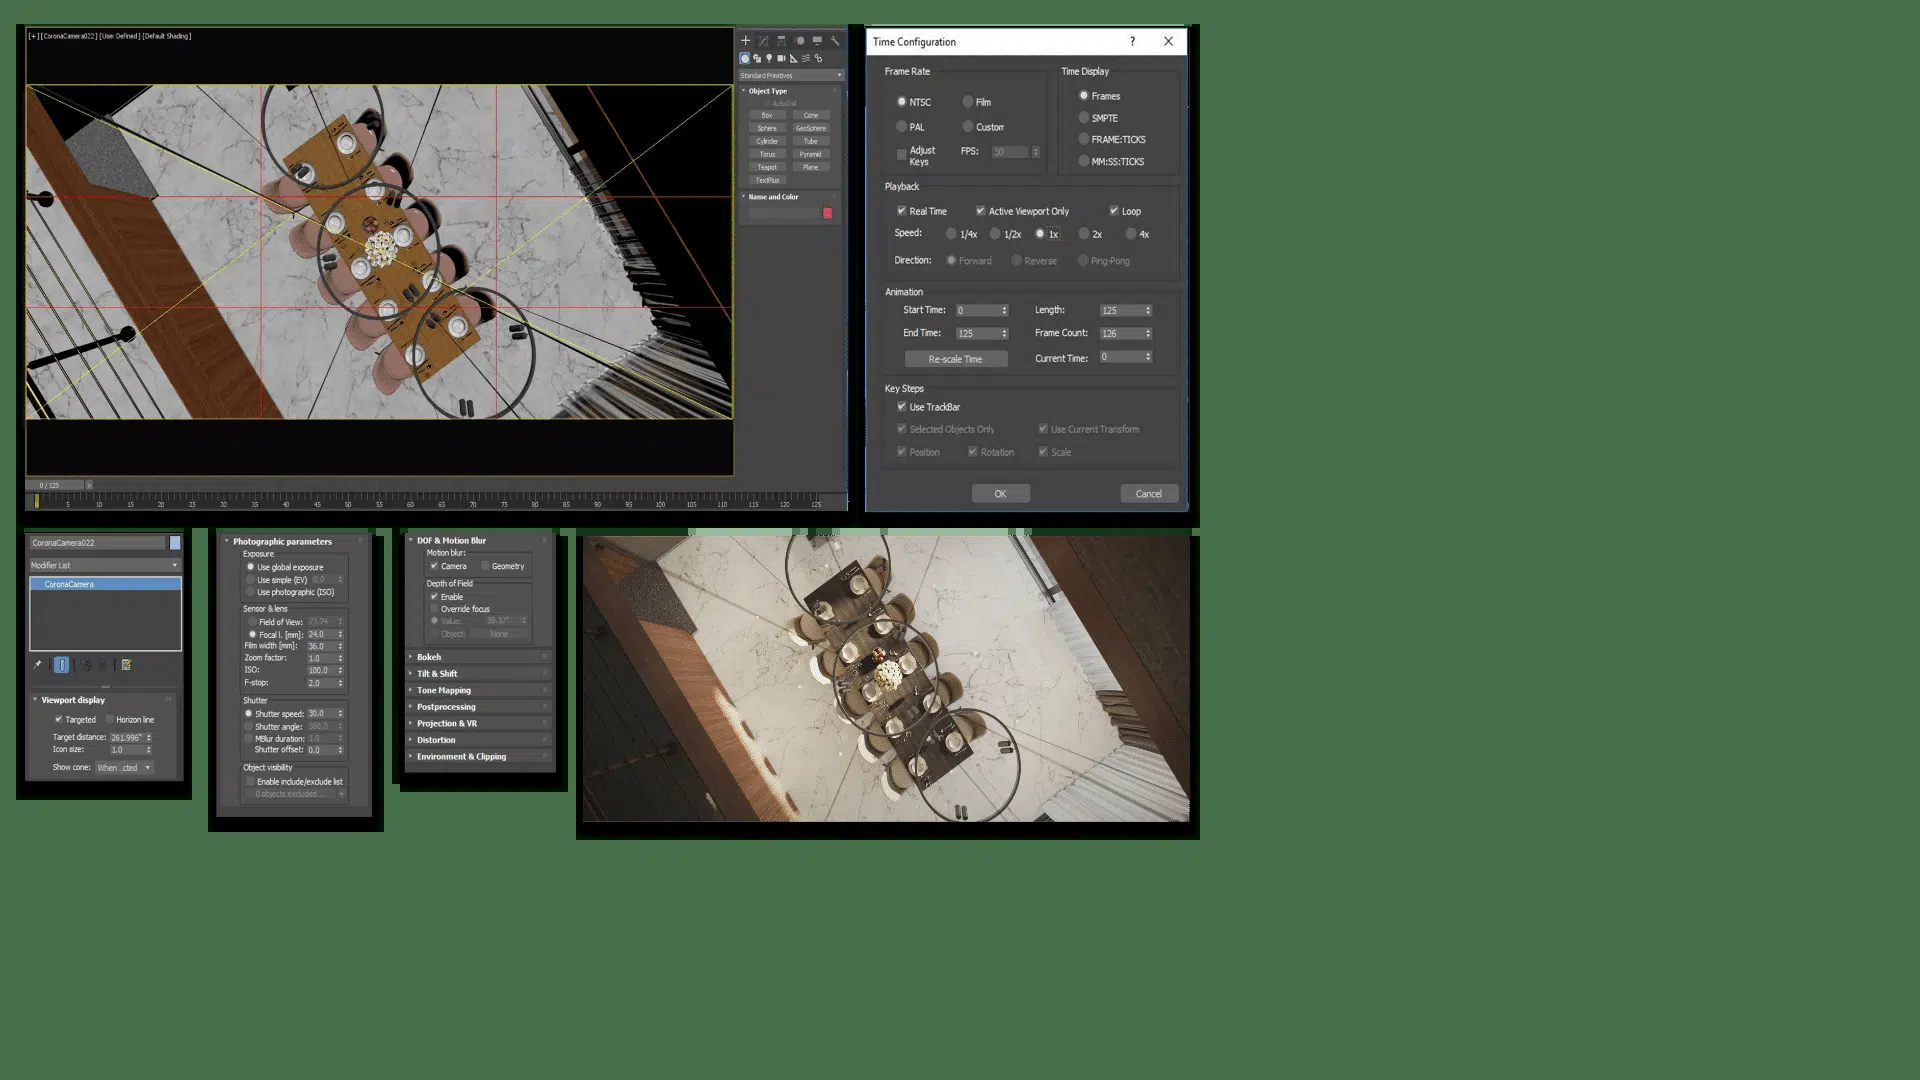 [+] [CoronaCamera022] [User Defined] [Default Shading]
Standard Primitives
Object Type
AutoGrid
Box Cone
Sphere GeoSphere
Cylinder Tube
Torus Pyramid
Teapot Plane
TextPlus
Name and Color
0 / 125 >
0 5 10 15 20 25 30 35 40 45 50 55 60 65 70 75 80 85 90 95 100 105 110 115 120 125
Time Configuration ? ×
Frame Rate
NTSC Film
PAL Custom
Adjust Keys FPS: 30
Time Display
Frames
SMPTE
FRAME:TICKS
MM:SS:TICKS
Playback
Real Time Active Viewport Only Loop
Speed: 1/4x 1/2x 1x 2x 4x
Direction: Forward Reverse Ping-Pong
Animation
Start Time: 0 Length: 125
End Time: 125 Frame Count: 126
Re-scale Time Current Time: 0
Key Steps
Use TrackBar
Selected Objects Only Use Current Transform
Position Rotation Scale
OK Cancel
CoronaCamera022
Modifier List
CoronaCamera
Viewport display
Targeted Horizon line
Target distance: 261.996"
Icon size: 1.0
Show cone: When...cted
Photographic parameters
Exposure
Use global exposure
Use simple (EV) 0.0
Use photographic (ISO)
Sensor & lens
Field of View: 73.74
Focal l. [mm]: 24.0
Film width [mm]: 36.0
Zoom factor: 1.0
ISO: 100.0
F-stop: 2.0
Shutter
Shutter speed: 30.0
Shutter angle: 360.0
MBlur duration: 1.0
Shutter offset: 0.0
Object visibility
Enable include/exclude list
0 objects excluded...
DOF & Motion Blur
Motion blur:
Camera Geometry
Depth of Field
Enable
Override focus
Value: 39.37"
Object: None
Bokeh
Tilt & Shift
Tone Mapping
Postprocessing
Projection & VR
Distortion
Environment & Clipping